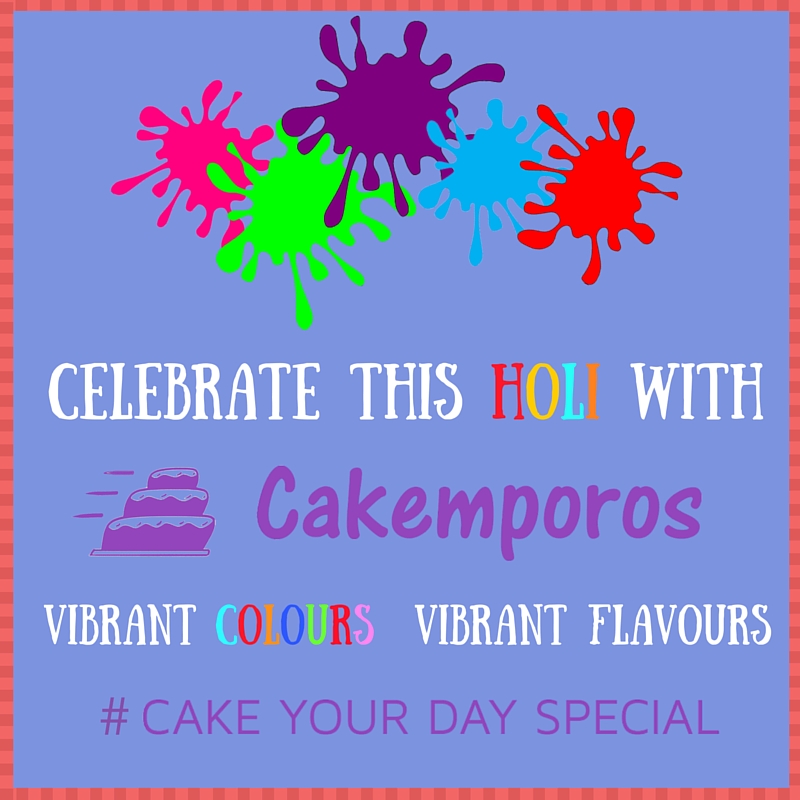 CELEBRATE THIS HOLI WITH
Cakemporos
VIBRANT COLOURS VIBRANT FLAVOURS
# CAKE YOUR DAY SPECIAL